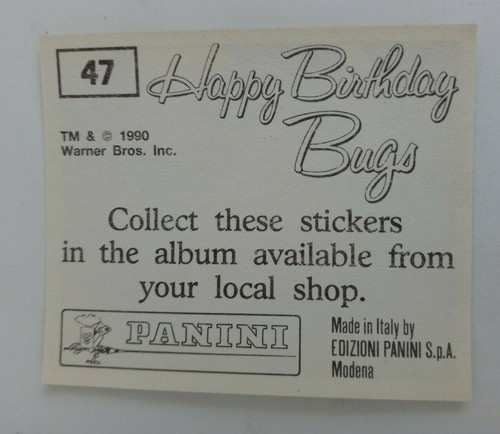 47
Happy Birthday
Bugs
TM & © 1990
Warner Bros. Inc.
Collect these stickers
in the album available from
your local shop.
PANINI
Made in Italy by
EDIZIONI PANINI S.p.A.
Modena